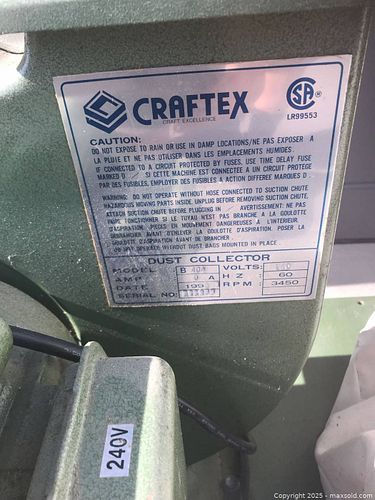 CRAFTEX
CRAFT EXCELLENCE
LR99553
CAUTION:
DO NOT EXPOSE TO RAIN OR USE IN DAMP LOCATIONS/NE PAS EXPOSER A
LA PLUIE ET NE PAS UTILISER DANS LES EMPLACEMENTS HUMIDES.
IF CONNECTED TO A CIRCUIT PROTECTED BY FUSES, USE TIME DELAY FUSE
MARKED D SI CETTE MACHINE EST CONNECTEE A UN CIRCUIT PROTEGE
PAR DES FUSIBLES, EMPLOYER DES FUSIBLES A ACTION DIFFEREE MARQUES D
WARNING: DO NOT OPERATE WITHOUT HOSE CONNECTED TO SUCTION CHUTE
HAZARDOUS MOVING PARTS INSIDE. UNPLUG BEFORE REMOVING SUCTION CHUTE.
ATTACH SUCTION CHUTE BEFORE PLUGGING IN AVERTISSEMENT: NE PAS
FAIRE FONCTIONNER SI LE TUYAU N'EST PAS BRANCHE A LA GOULOTTE
D'ASPIRATION. PIECES EN MOUVEMENT DANGEREUSES A L'INTERIEUR
DEBRANCHER AVANT D'ENLEVER LA GOULOTTE D'ASPIRATION. POSER LA
GOULOTTE D'ASPIRATION AVANT DE BRANCHER
DO NOT OPERATE WITHOUT DUST BAGS MOUNTED IN PLACE
DUST COLLECTOR
MODEL B VOLTS:
AMP A HZ : 60
DATE 199 RPM : 3450
SERIAL NO:
240V
Copyright © 2025 - maxsold.com